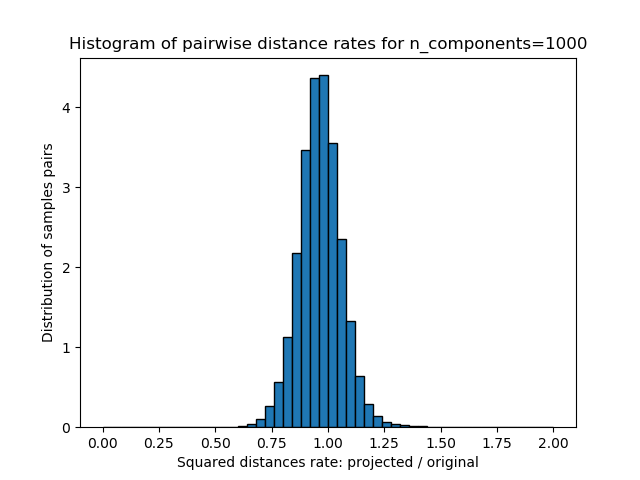 Histogram of pairwise distance rates for n_components=1000
Distribution of samples pairs
4
3
2
1
0
0.00 0.25 0.50 0.75 1.00 1.25 1.50 1.75 2.00
Squared distances rate: projected / original